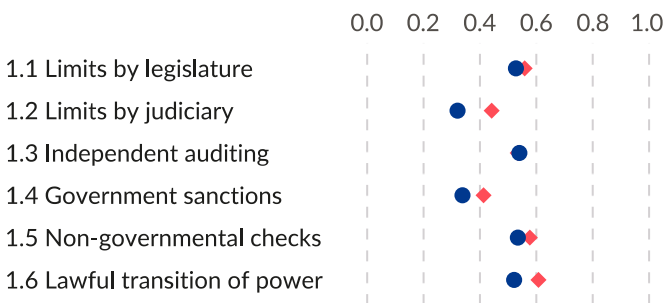 0.0 0.2 0.4 0.6 0.8 1.0
1.1 Limits by legislature
1.2 Limits by judiciary
1.3 Independent auditing
1.4 Government sanctions
1.5 Non-governmental checks
1.6 Lawful transition of power